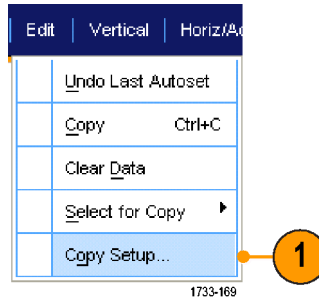 Edit | Vertical | Horiz/Ac
Undo Last Autoset
Copy Ctrl+C
Clear Data
Select for Copy
Copy Setup...
1
1733-169